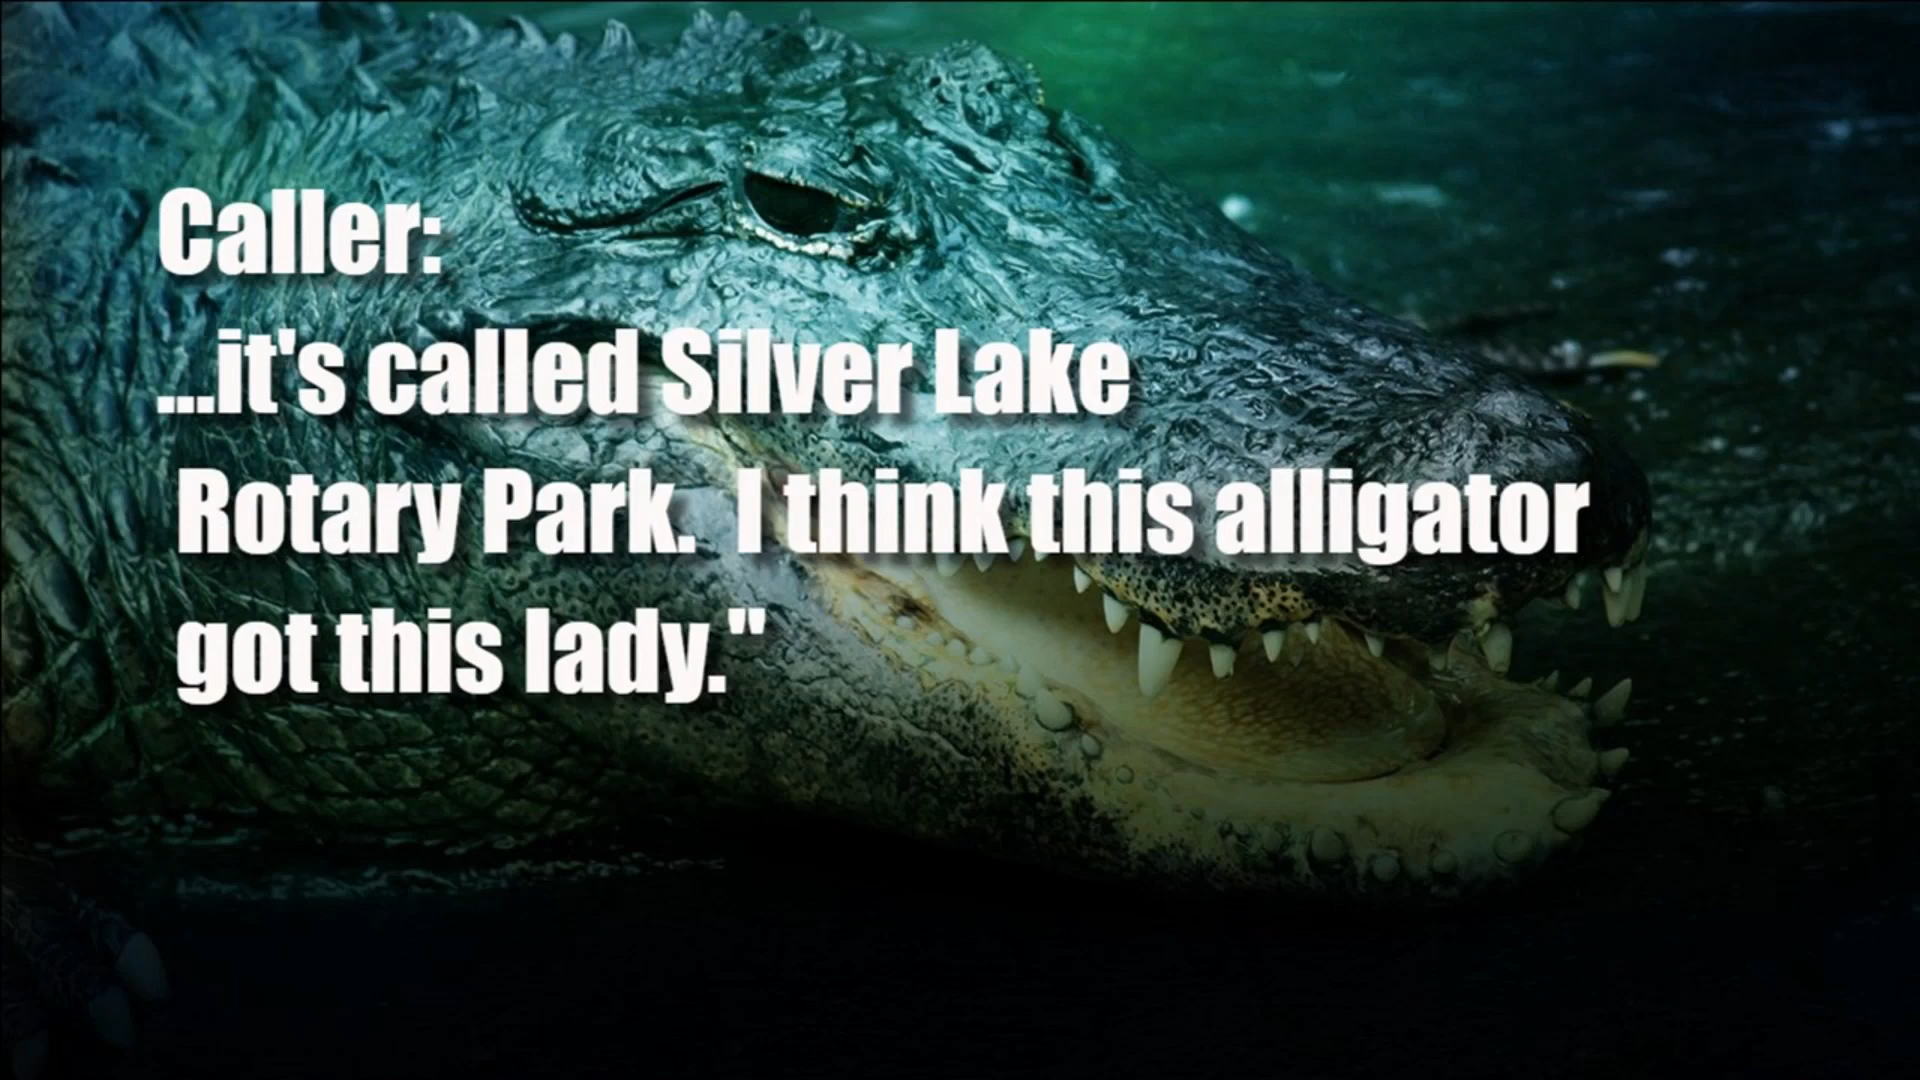 Caller:
...it's called Silver Lake
Rotary Park.  I think this alligator
got this lady."